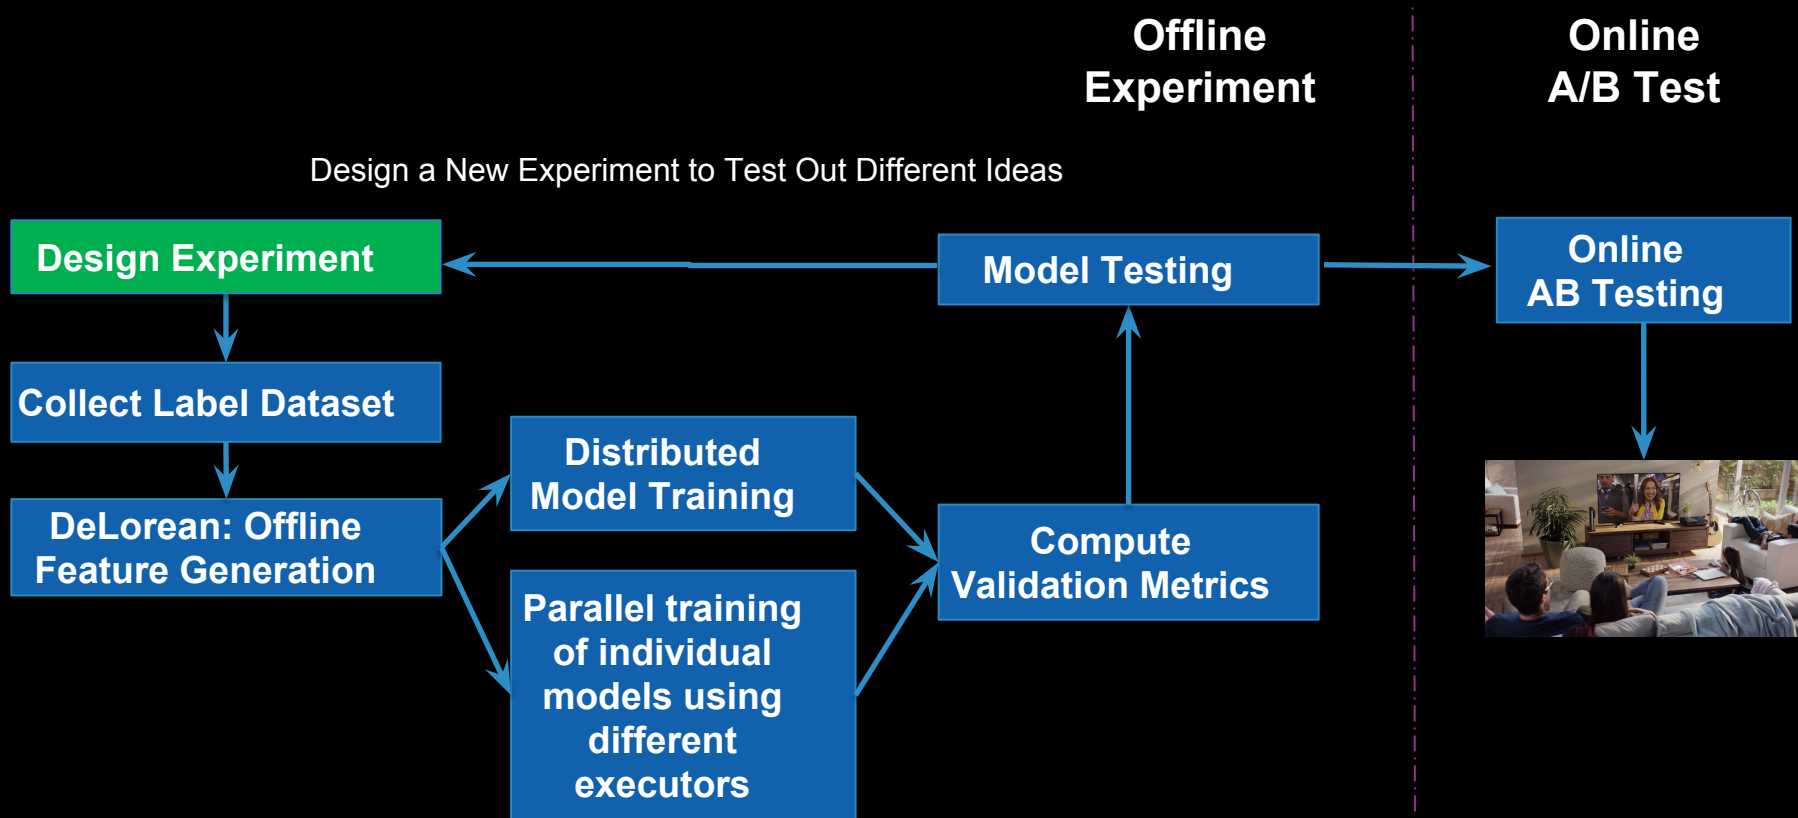 Offline
Experiment
Online
A/B Test
Design a New Experiment to Test Out Different Ideas
Design Experiment
Model Testing
Online
AB Testing
Collect Label Dataset
Distributed
Model Training
DeLorean: Offline
Feature Generation
Compute
Validation Metrics
Parallel training
of individual
models using
different
executors